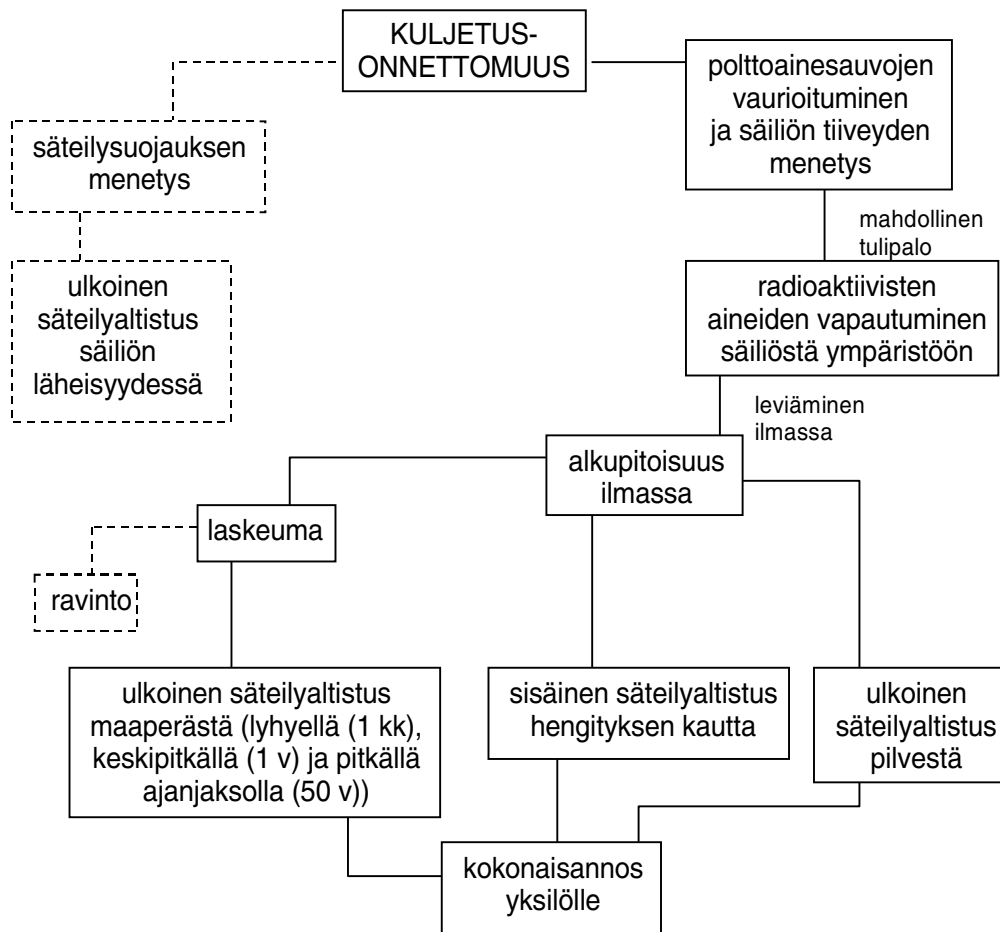 KULJETUS-
ONNETTOMUUS
polttoainesauvojen
vaurioituminen
ja säiliön tiiveyden
menetys
säteilysuojauksen
menetys
mahdollinen
tulipalo
ulkoinen
säteilyaltistus
säiliön
läheisyydessä
radioaktiivisten
aineiden vapautuminen
säiliöstä ympäristöön
leviäminen
ilmassa
alkupitoisuus
ilmassa
laskeuma
ravinto
ulkoinen säteilyaltistus
maaperästä (lyhyellä (1 kk),
keskipitkällä (1 v) ja pitkällä
ajanjaksolla (50 v))
sisäinen säteilyaltistus
hengityksen kautta
ulkoinen
säteilyaltistus
pilvestä
kokonaisannos
yksilölle